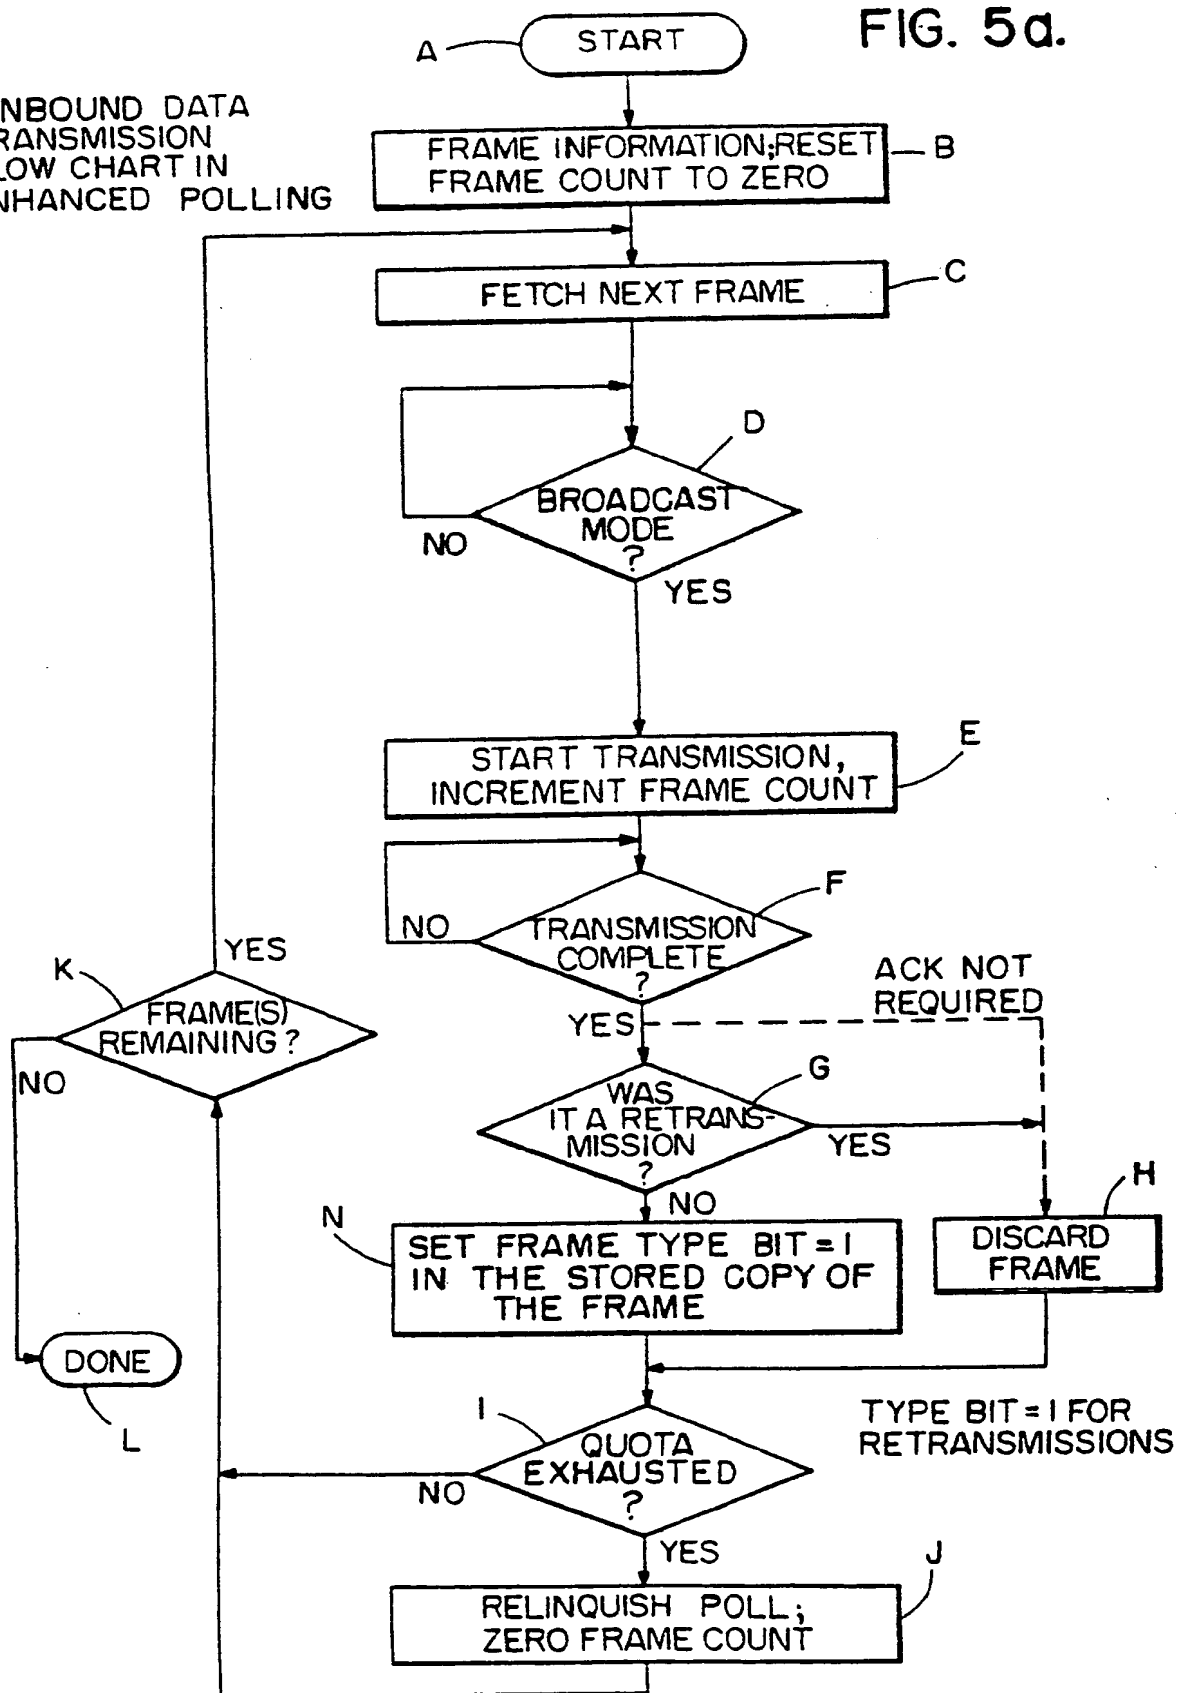 FIG. 5a.
A
START
NBOUND DATA
RANSMISSION
LOW CHART IN
NHANCED POLLING
FRAME INFORMATION;RESET
FRAME COUNT TO ZERO
B
FETCH NEXT FRAME
C
D
BROADCAST
MODE
?
NO
YES
START TRANSMISSION,
INCREMENT FRAME COUNT
E
F
TRANSMISSION
COMPLETE
?
NO
YES
ACK NOT
REQUIRED
K
YES
FRAME(S)
REMAINING?
NO
G
WAS
IT A RETRANS-
MISSION
?
YES
NO
H
DISCARD
FRAME
N
SET FRAME TYPE BIT=1
IN THE STORED COPY OF
THE FRAME
DONE
L
I
QUOTA
EXHAUSTED
?
NO
YES
TYPE BIT=1 FOR
RETRANSMISSIONS
J
RELINQUISH POLL;
ZERO FRAME COUNT